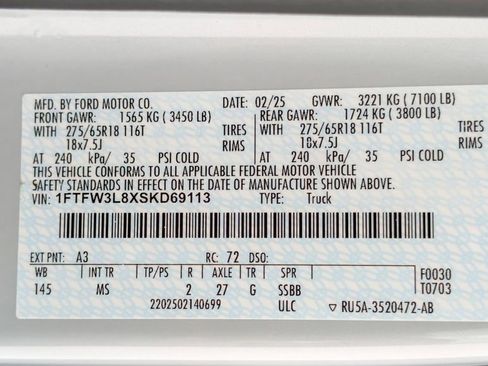 MFD. BY FORD MOTOR CO. DATE: 02/25 GVWR: 3221 KG ( 7100 LB)
FRONT GAWR: 1565 KG ( 3450 LB) REAR GAWR: 1724 KG ( 3800 LB)
WITH 275/65R18 116T TIRES WITH 275/65R18 116T TIRES
18x7.5J RIMS 18x7.5J RIMS
AT 240 kPa/ 35 PSI COLD AT 240 kPa/ 35 PSI COLD
THIS VEHICLE CONFORMS TO ALL APPLICABLE FEDERAL MOTOR VEHICLE
SAFETY STANDARDS IN EFFECT ON THE DATE OF MANUFACTURE SHOWN ABOVE.
VIN: 1FTFW3L8XSKD69113 TYPE: Truck
EXT PNT: A3 RC: 72 DSO:
WB INT TR TP/PS R AXLE TR SPR F0030
145 MS 2 27 G SSBB T0703
2202502140699 ULC ▽ RU5A-3520472-AB